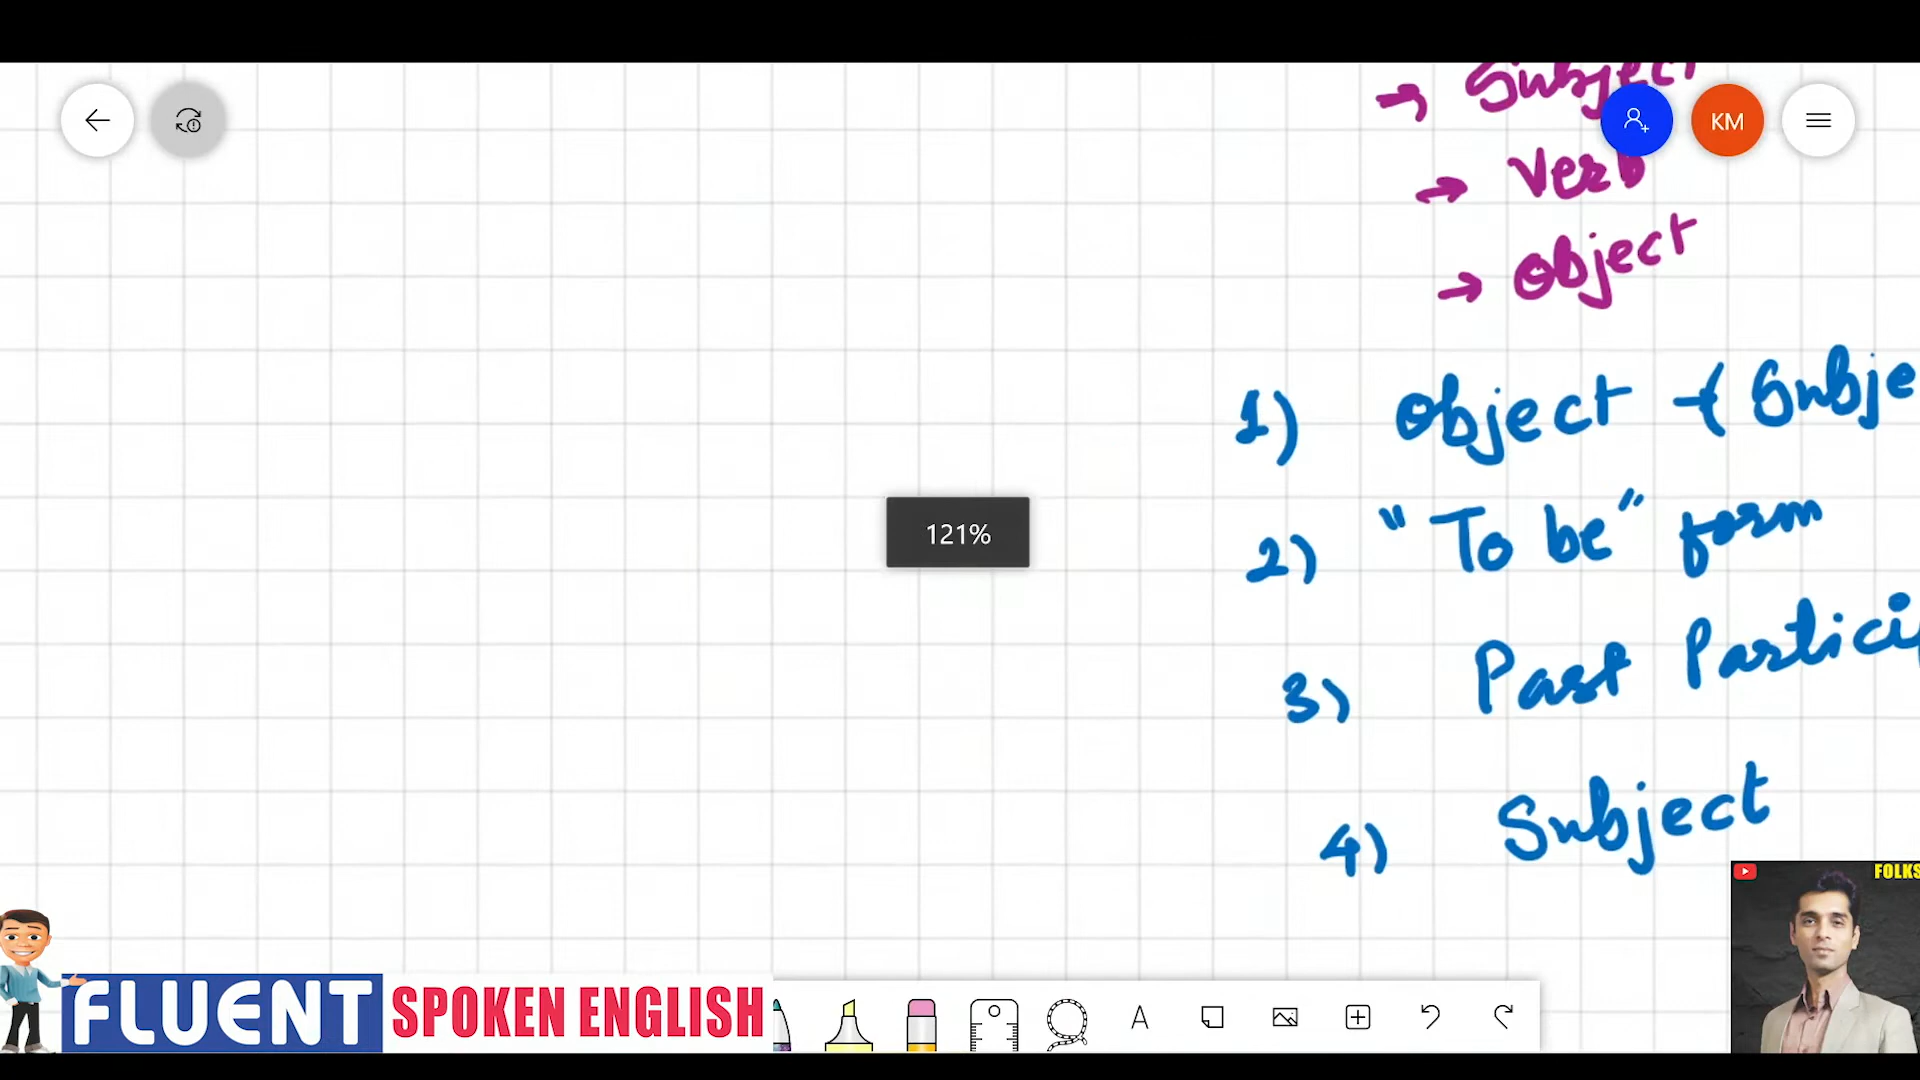 → Subject
KM
→ Verb
→ Object
1) Object → ( Subje
2) "To be" form
121%
3) Past Particip
4) Subject
FOLKS
FLUENT SPOKEN ENGLISH
A